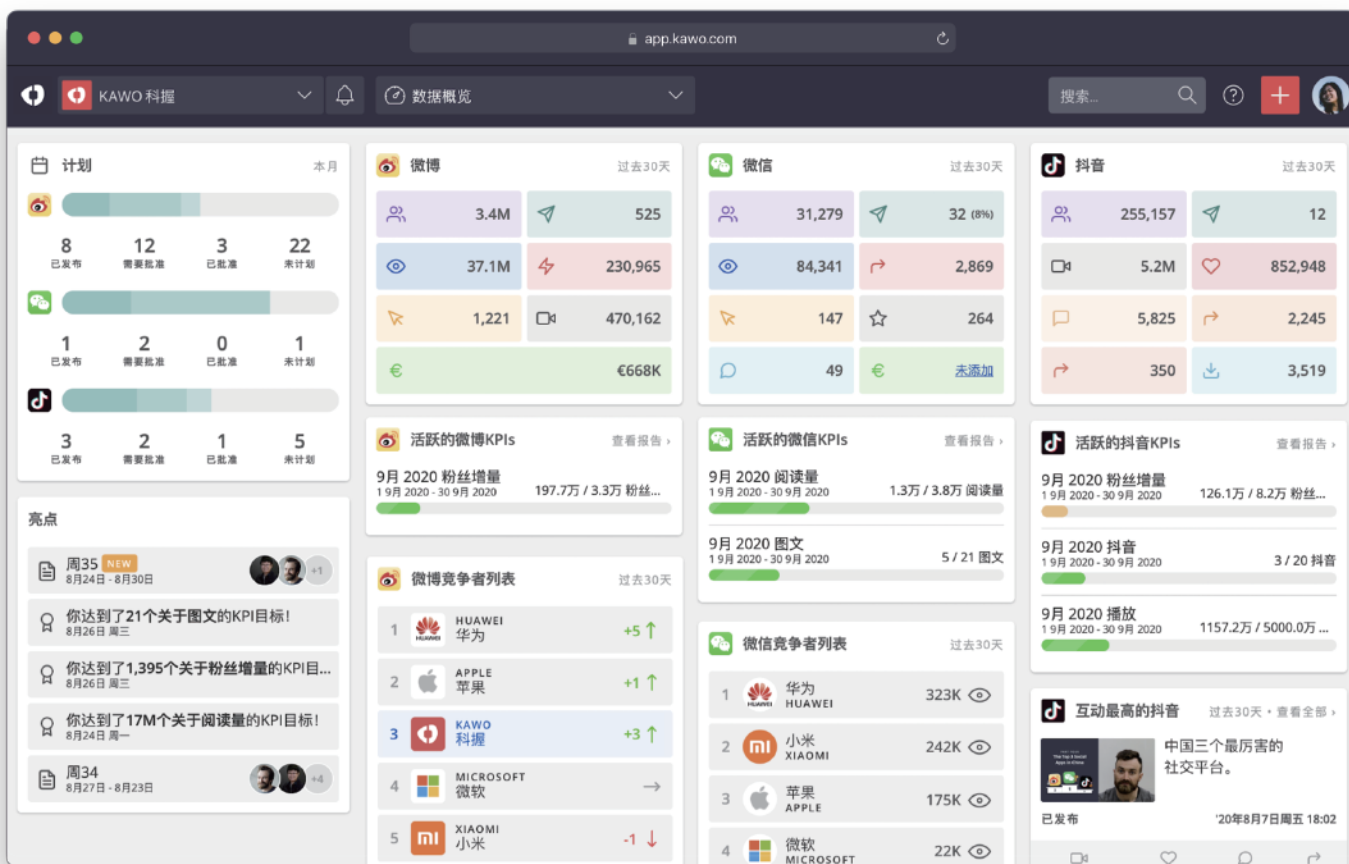 app.kawo.com
KAWO 科握
数据概览
搜索...
计划
本月
8
12
3
22
已发布
需要批准
已批准
未计划
1
2
0
1
已发布
需要批准
已批准
未计划
3
2
1
5
已发布
需要批准
已批准
未计划
亮点
周35 NEW
8月24日 - 8月30日
+1
你达到了21个关于图文的KPI目标!
8月26日 周三
你达到了1,395个关于粉丝增量的KPI目...
8月26日 周三
你达到了17M个关于阅读量的KPI目标!
8月24日 周一
周34
8月27日 - 8月23日
+4
微博
过去30天
3.4M
525
37.1M
230,965
1,221
470,162
€
€668K
活跃的微博KPIs
查看报告 ›
9月 2020 粉丝增量
1 9月 2020 - 30 9月 2020
197.7万 / 3.3万 粉丝...
微博竞争者列表
过去30天
1
HUAWEI
HUAWEI
华为
+5 ↑
2
APPLE
苹果
+1 ↑
3
KAWO
科握
+3 ↑
4
MICROSOFT
微软
→
5
XIAOMI
小米
-1 ↓
微信
过去30天
31,279
32 (8%)
84,341
2,869
147
264
49
€
未添加
活跃的微信KPIs
查看报告 ›
9月 2020 阅读量
1 9月 2020 - 30 9月 2020
1.3万 / 3.8万 阅读量
9月 2020 图文
1 9月 2020 - 30 9月 2020
5 / 21 图文
微信竞争者列表
过去30天
1
HUAWEI
华为
HUAWEI
323K
2
小米
XIAOMI
242K
3
苹果
APPLE
175K
4
微软
MICROSOFT
22K
抖音
过去30天
255,157
12
5.2M
852,948
5,825
2,245
350
3,519
活跃的抖音KPIs
查看报告 ›
9月 2020 粉丝增量
1 9月 2020 - 30 9月 2020
126.1万 / 8.2万 粉丝...
9月 2020 抖音
1 9月 2020 - 30 9月 2020
3 / 20 抖音
9月 2020 播放
1 9月 2020 - 30 9月 2020
1157.2万 / 5000.0万 ...
互动最高的抖音
过去30天 • 查看全部 ›
The Top 3 Social
Apps in China
中国三个最厉害的
社交平台。
已发布
'20年8月7日周五 18:02